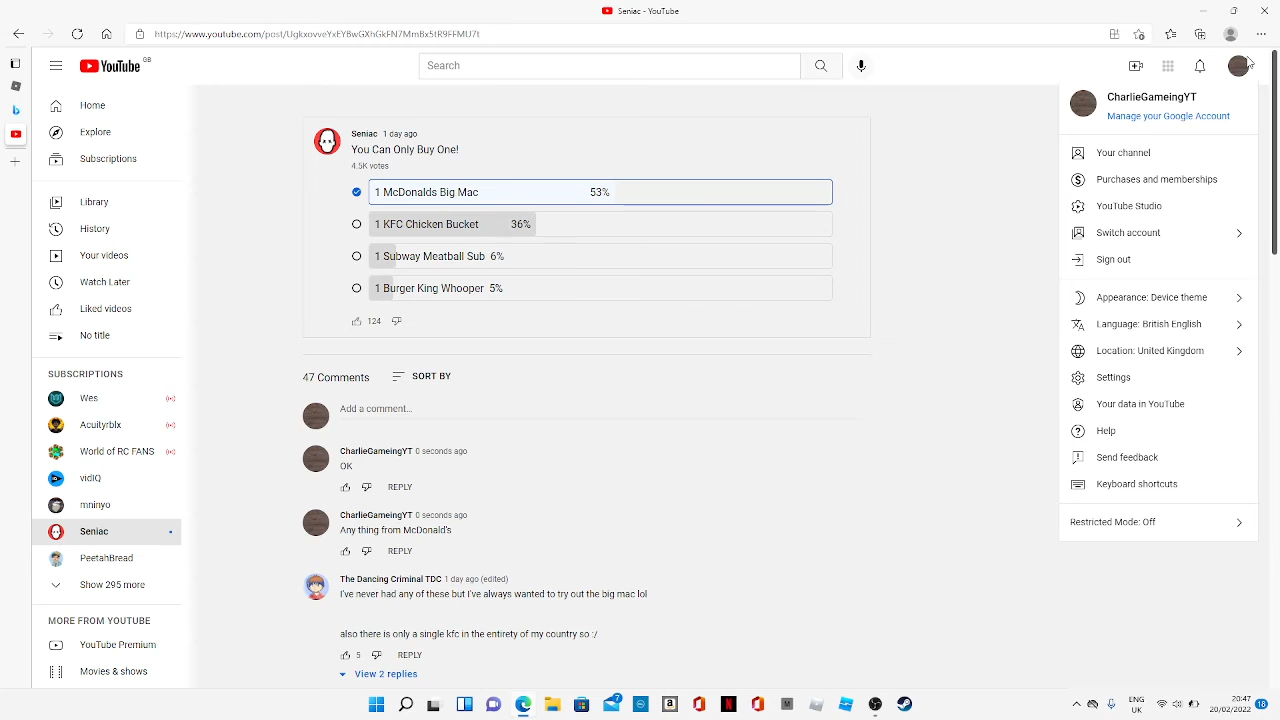 Seniac - YouTube
https://www.youtube.com/post/UgkxovveYxEYBwGXhGkFN7MmBx5tR9FFMU7t
YouTube GB
Search
Home
Explore
Subscriptions
Library
History
Your videos
Watch Later
Liked videos
No title
SUBSCRIPTIONS
Wes
Acuityrblx
World of RC FANS
vidIQ
mninyo
Seniac
PeetahBread
Show 295 more
MORE FROM YOUTUBE
YouTube Premium
Movies & shows
Seniac 1 day ago
You Can Only Buy One!
4.5K votes
1 McDonalds Big Mac 53%
1 KFC Chicken Bucket 36%
1 Subway Meatball Sub 6%
1 Burger King Whooper 5%
124
47 Comments SORT BY
Add a comment...
CharlieGameingYT 0 seconds ago
OK
REPLY
CharlieGameingYT 0 seconds ago
Anything from McDonald's
REPLY
The Dancing Criminal TDC 1 day ago (edited)
I've never had any of these but I've always wanted to try out the big mac lol
also there is only a single kfc in the entirety of my country so :/
5 REPLY
View 2 replies
CharlieGameingYT
Manage your Google Account
Your channel
Purchases and memberships
YouTube Studio
Switch account
Sign out
Appearance: Device theme
Language: British English
Location: United Kingdom
Settings
Your data in YouTube
Help
Send feedback
Keyboard shortcuts
Restricted Mode: Off
7
a
ENG
UK
20:47
20/02/2022
18